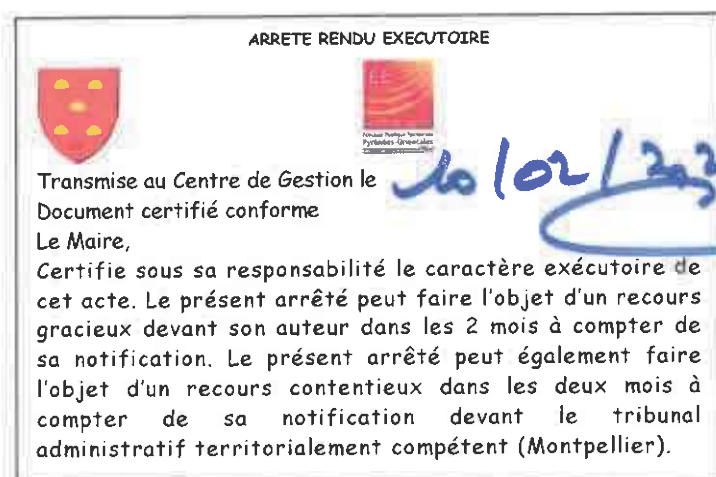 ARRETE RENDU EXECUTOIRE
Pyrénées-Orientales
Transmise au Centre de Gestion le 10/02/202
Document certifié conforme
Le Maire,
Certifie sous sa responsabilité le caractère exécutoire de
cet acte. Le présent arrêté peut faire l'objet d'un recours
gracieux devant son auteur dans les 2 mois à compter de
sa notification. Le présent arrêté peut également faire
l'objet d'un recours contentieux dans les deux mois à
compter de sa notification devant le tribunal
administratif territorialement compétent (Montpellier).